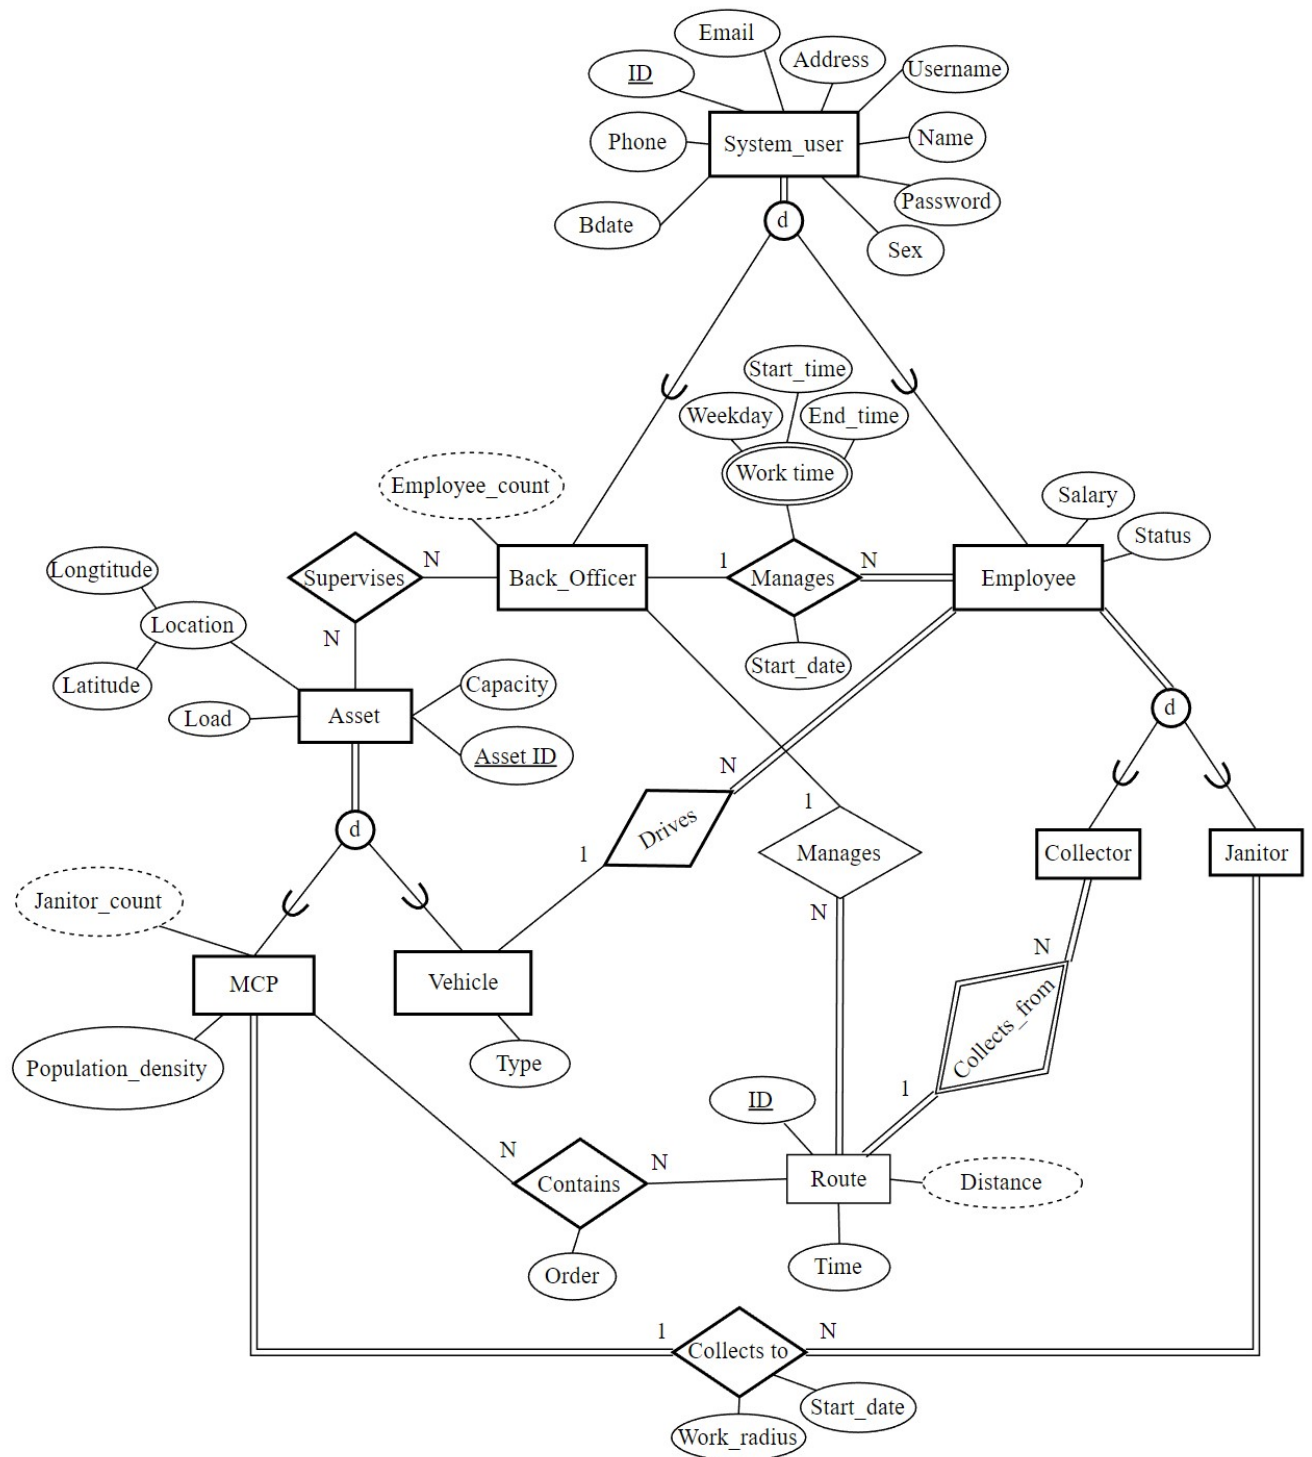 Email
Address
ID
Username
Phone
System_user
Name
Password
Bdate
d
Sex
Start_time
Weekday
End_time
Work time
Employee_count
Salary
Status
Longtitude
Supervises
N
Back_Officer
1
Manages
N
Employee
Location
N
Latitude
Start_date
Capacity
Load
Asset
Asset ID
d
N
1
d
Drives
1
Manages
Collector
Janitor
Janitor_count
N
N
MCP
Vehicle
Collects_from
Population_density
Type
1
ID
N
N
Contains
Route
Distance
Order
Time
1
N
Collects to
Start_date
Work_radius